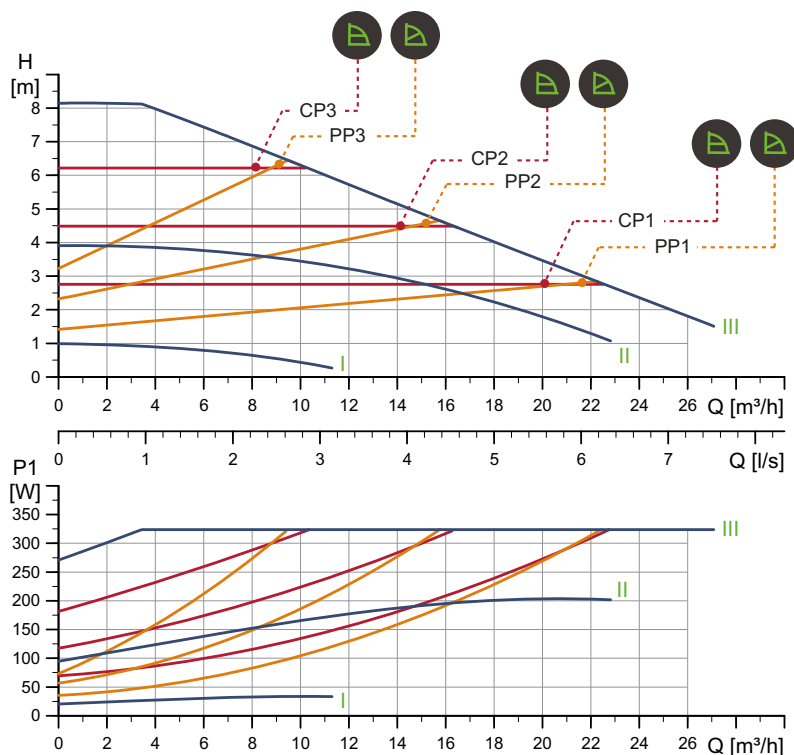 H
[m]
8
7
6
5
4
3
2
1
0
CP3
PP3
CP2
PP2
CP1
PP1
I
II
III
0 2 4 6 8 10 12 14 16 18 20 22 24 26 Q [m³/h]
0 1 2 3 4 5 6 7 Q [l/s]
P1
[W]
350
300
250
200
150
100
50
0
III
II
I
0 2 4 6 8 10 12 14 16 18 20 22 24 26 Q [m³/h]